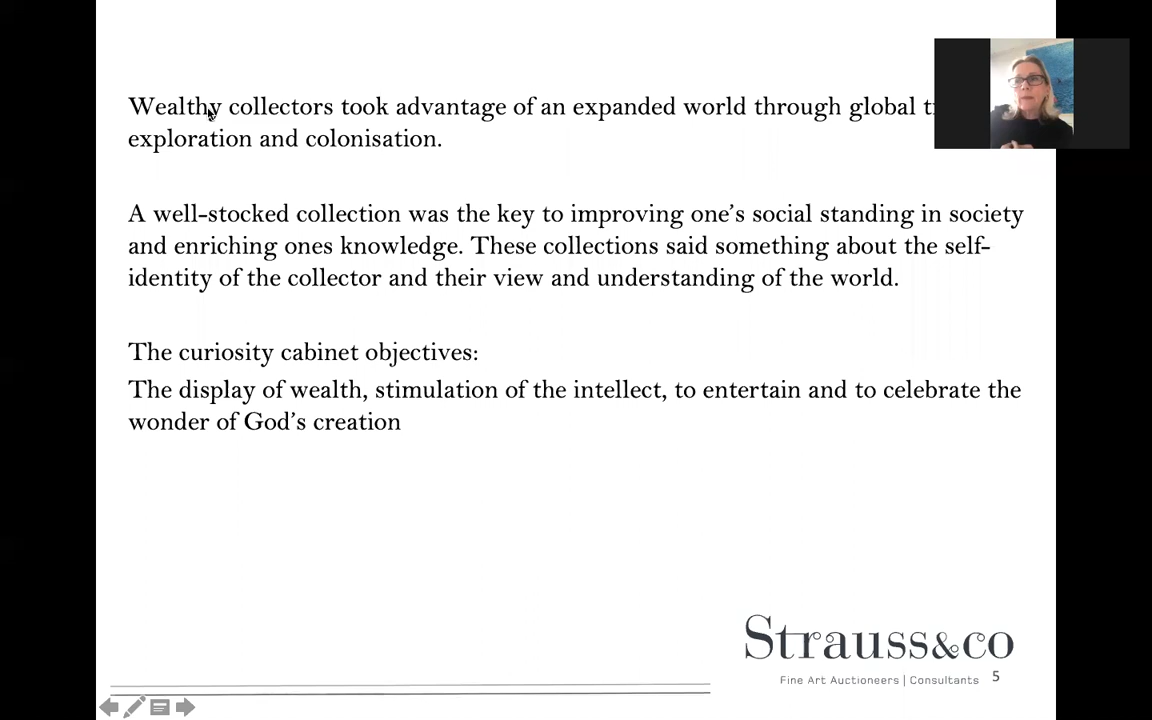 Wealthy collectors took advantage of an expanded world through global
exploration and colonisation.
A well-stocked collection was the key to improving one’s social standing in society
and enriching ones knowledge. These collections said something about the self-
identity of the collector and their view and understanding of the world.
The curiosity cabinet objectives:
The display of wealth, stimulation of the intellect, to entertain and to celebrate the
wonder of God’s creation
Strauss&co
Fine Art Auctioneers | Consultants 5